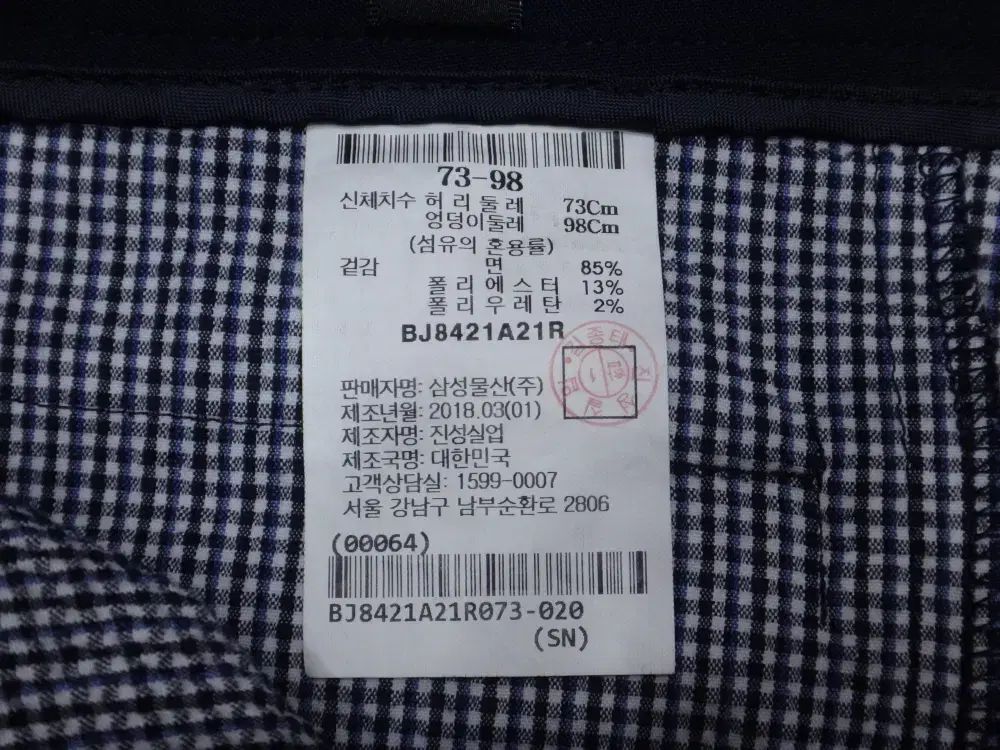 73-98
신체치수 허리둘레 73Cm
엉덩이둘레 98Cm
(섬유의 혼용률)
겉감 면 85%
폴리에스터 13%
폴리우레탄 2%
BJ8421A21R
판매자명: 삼성물산(주)
제조년월: 2018.03(01)
제조자명: 진성실업
제조국명: 대한민국
고객상담실: 1599-0007
서울 강남구 남부순환로 2806
(00064)
BJ8421A21R073-020
(SN)